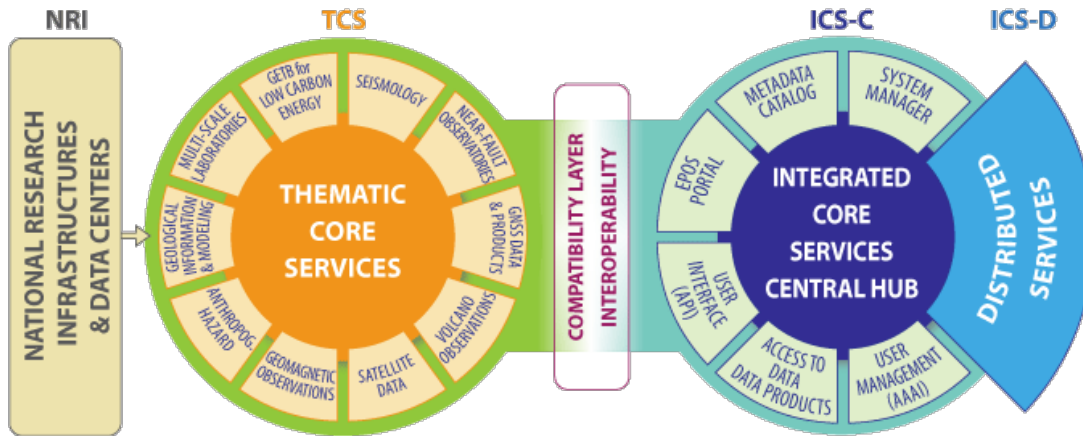 NRI
NATIONAL RESEARCH
INFRASTRUCTURES
& DATA CENTERS
TCS
THEMATIC
CORE
SERVICES
SEISMOLOGY
NEAR-FAULT
OBSERVATORIES
GNSS DATA
& PRODUCTS
VOLCANO
OBSERVATIONS
SATELLITE
DATA
GEOMAGNETIC
OBSERVATIONS
ANTHROPOG.
HAZARD
GEOLOGICAL
INFORMATION
& MODELING
MULTI-SCALE
LABORATORIES
GETB for
LOW CARBON
ENERGY
COMPATIBILITY LAYER
INTEROPERABILITY
ICS-C
INTEGRATED
CORE
SERVICES
CENTRAL HUB
METADATA
CATALOG
SYSTEM
MANAGER
EPOS
PORTAL
USER
INTERFACE
(API)
ACCESS TO
DATA
DATA PRODUCTS
USER
MANAGEMENT
(AAAI)
ICS-D
DISTRIBUTED
SERVICES